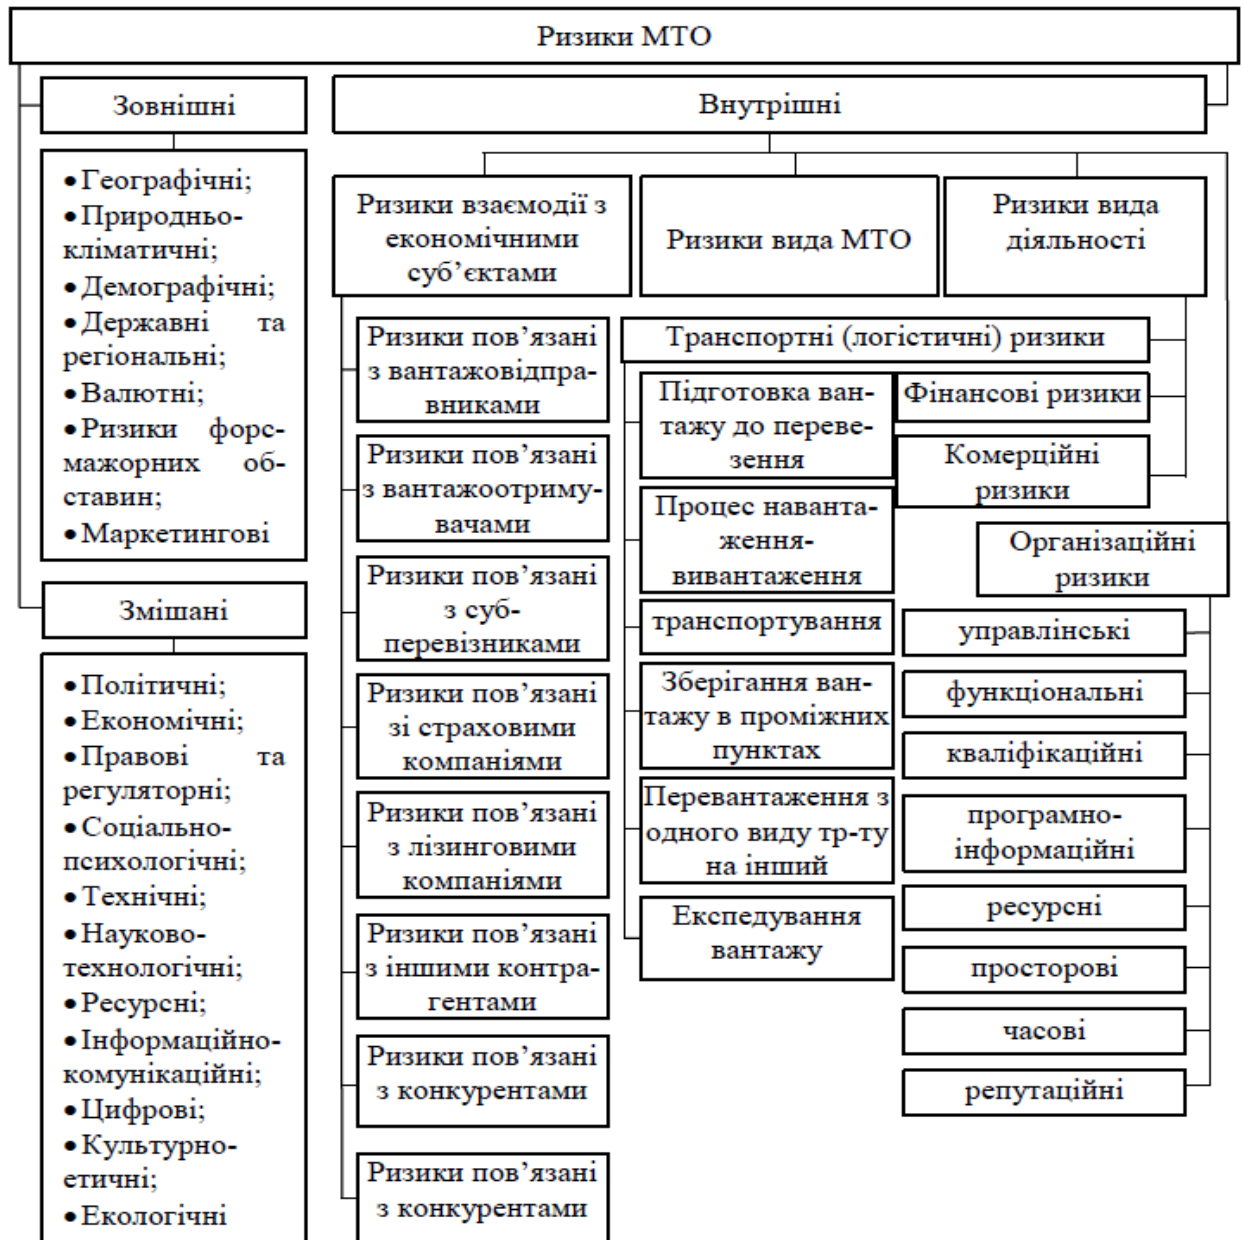 Ризики МТО
Зовнішні
• Географічні;
• Природньо-
кліматичні;
• Демографічні;
• Державні та
регіональні;
• Валютні;
• Ризики форс-
мажорних об-
ставин;
• Маркетингові
Змішані
• Політичні;
• Економічні;
• Правові та
регуляторні;
• Соціально-
психологічні;
• Технічні;
• Науково-
технологічні;
• Ресурсні;
• Інформаційно-
комунікаційні;
• Цифрові;
• Культурно-
етичні;
• Екологічні
Внутрішні
Ризики взаємодії з
економічними
суб’єктами
Ризики пов’язані
з вантажовідпра-
вниками
Ризики пов’язані
з вантажоотриму-
вачами
Ризики пов’язані
з суб-
перевізниками
Ризики пов’язані
зі страховими
компаніями
Ризики пов’язані
з лізинговими
компаніями
Ризики пов’язані
з іншими контра-
гентами
Ризики пов’язані
з конкурентами
Ризики пов’язані
з конкурентами
Ризики вида МТО
Транспортні (логістичні) ризики
Підготовка ван-
тажу до переве-
зення
Процес наванта-
ження-
вивантаження
транспортування
Зберігання ван-
тажу в проміжних
пунктах
Перевантаження з
одного виду тр-ту
на інший
Експедування
вантажу
Ризики вида
діяльності
Фінансові ризики
Комерційні
ризики
Організаційні
ризики
управлінські
функціональні
кваліфікаційні
програмно-
інформаційні
ресурсні
просторові
часові
репутаційні